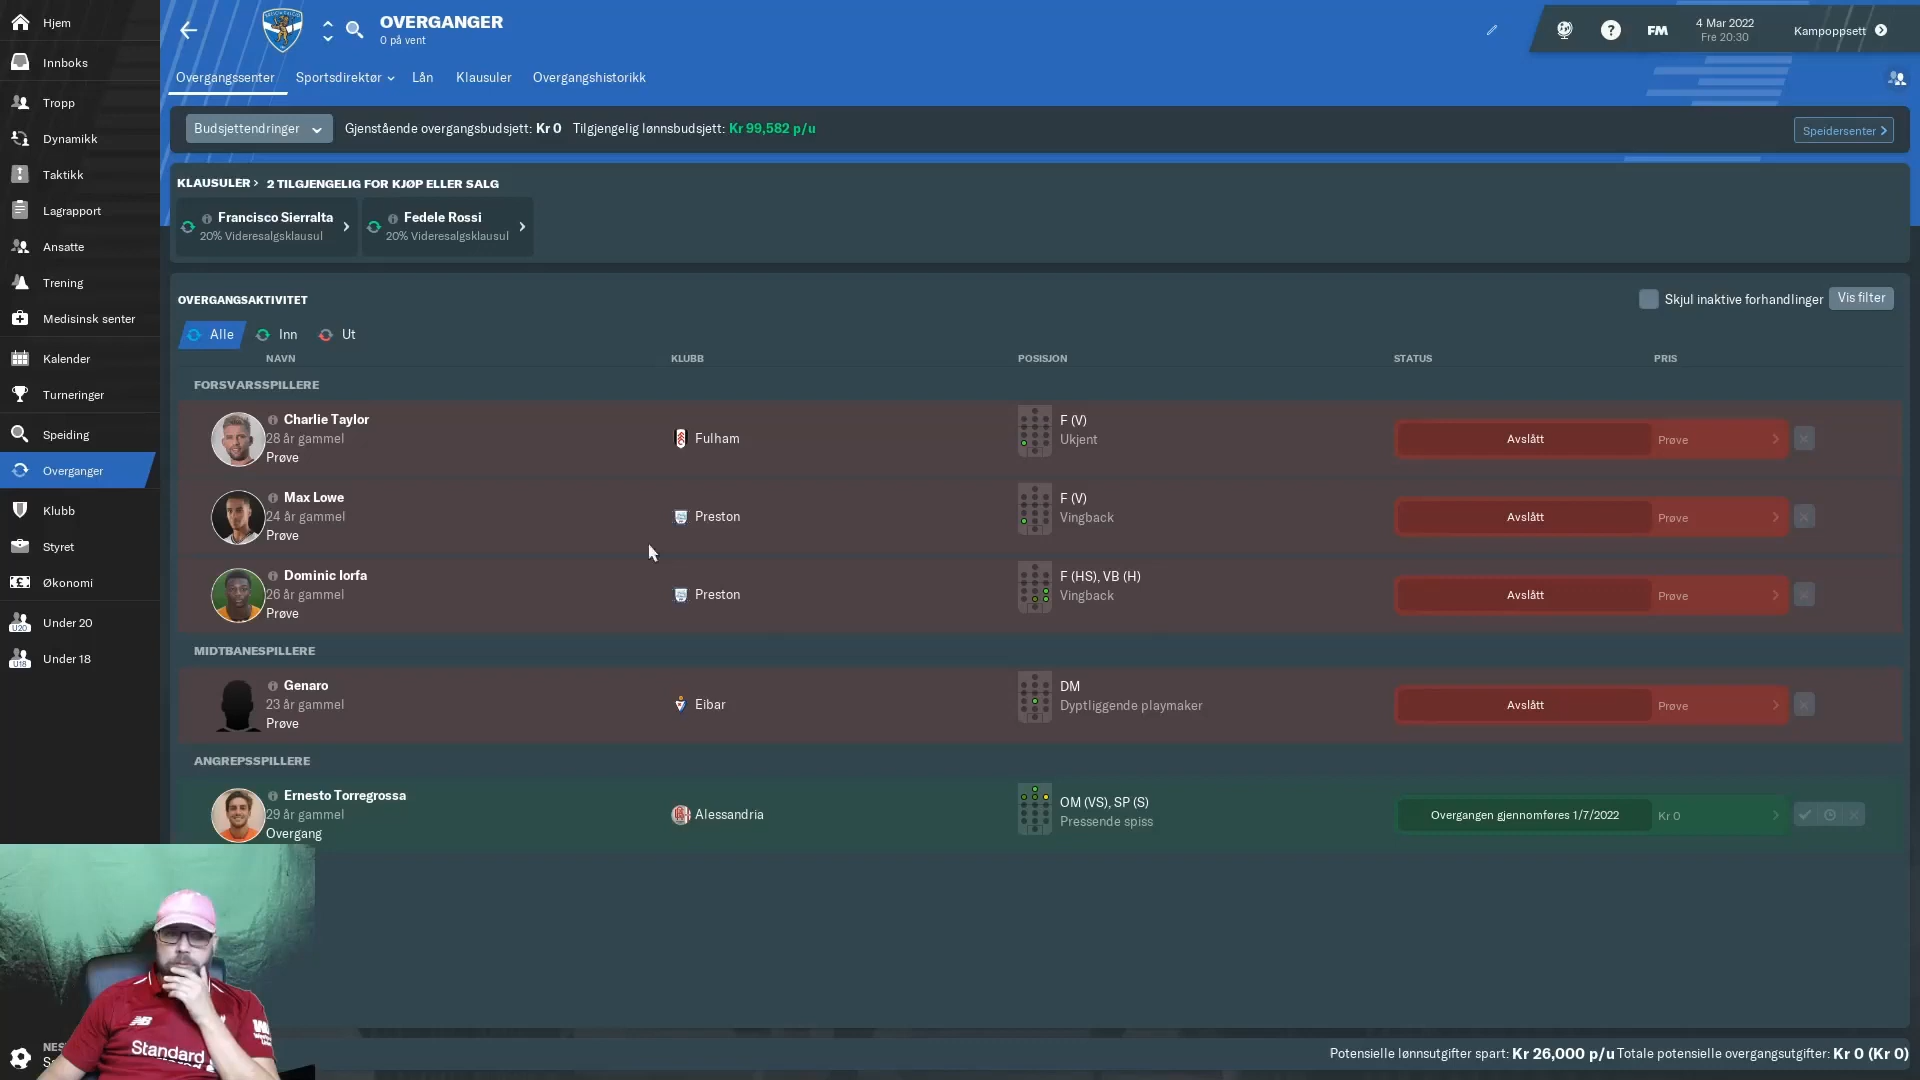 Hjem
Innboks
Tropp
Dynamikk
Taktikk
Lagrapport
Ansatte
Trening
Medisinsk senter
Kalender
Turneringer
Speiding
Overganger
Klubb
Styret
Økonomi
U20 Under 20
U18 Under 18
OVERGANGER
0 på vent
? FM
4 Mar 2022
Fre 20:30
Kampoppsett
Overgangssenter Sportsdirektør Lån Klausuler Overgangshistorikk
Budsjettendringer Gjenstående overgangsbudsjett: Kr 0 Tilgjengelig lønnsbudsjett: Kr 99,582 p/u Speidersenter
KLAUSULER > 2 TILGJENGELIG FOR KJØP ELLER SALG
Francisco Sierralta
20% Videresalgsklausul
Fedele Rossi
20% Videresalgsklausul
OVERGANGSAKTIVITET
Skjul inaktive forhandlinger Vis filter
Alle Inn Ut
NAVN KLUBB POSISJON STATUS PRIS
FORSVARSSPILLERE
Charlie Taylor
28 år gammel
Prøve
Fulham
F (V)
Ukjent
Avslått Prøve
Max Lowe
24 år gammel
Prøve
Preston
F (V)
Vingback
Avslått Prøve
Dominic Iorfa
26 år gammel
Prøve
Preston
F (HS), VB (H)
Vingback
Avslått Prøve
MIDTBANESPILLERE
Genaro
23 år gammel
Prøve
Eibar
DM
Dyptliggende playmaker
Avslått Prøve
ANGREPSSPILLERE
Ernesto Torregrossa
29 år gammel
Overgang
Alessandria
OM (VS), SP (S)
Pressende spiss
Overgangen gjennomføres 1/7/2022 Kr 0
NB
Standard
Potensielle lønnsutgifter spart: Kr 26,000 p/u Totale potensielle overgangsutgifter: Kr 0 (Kr 0)